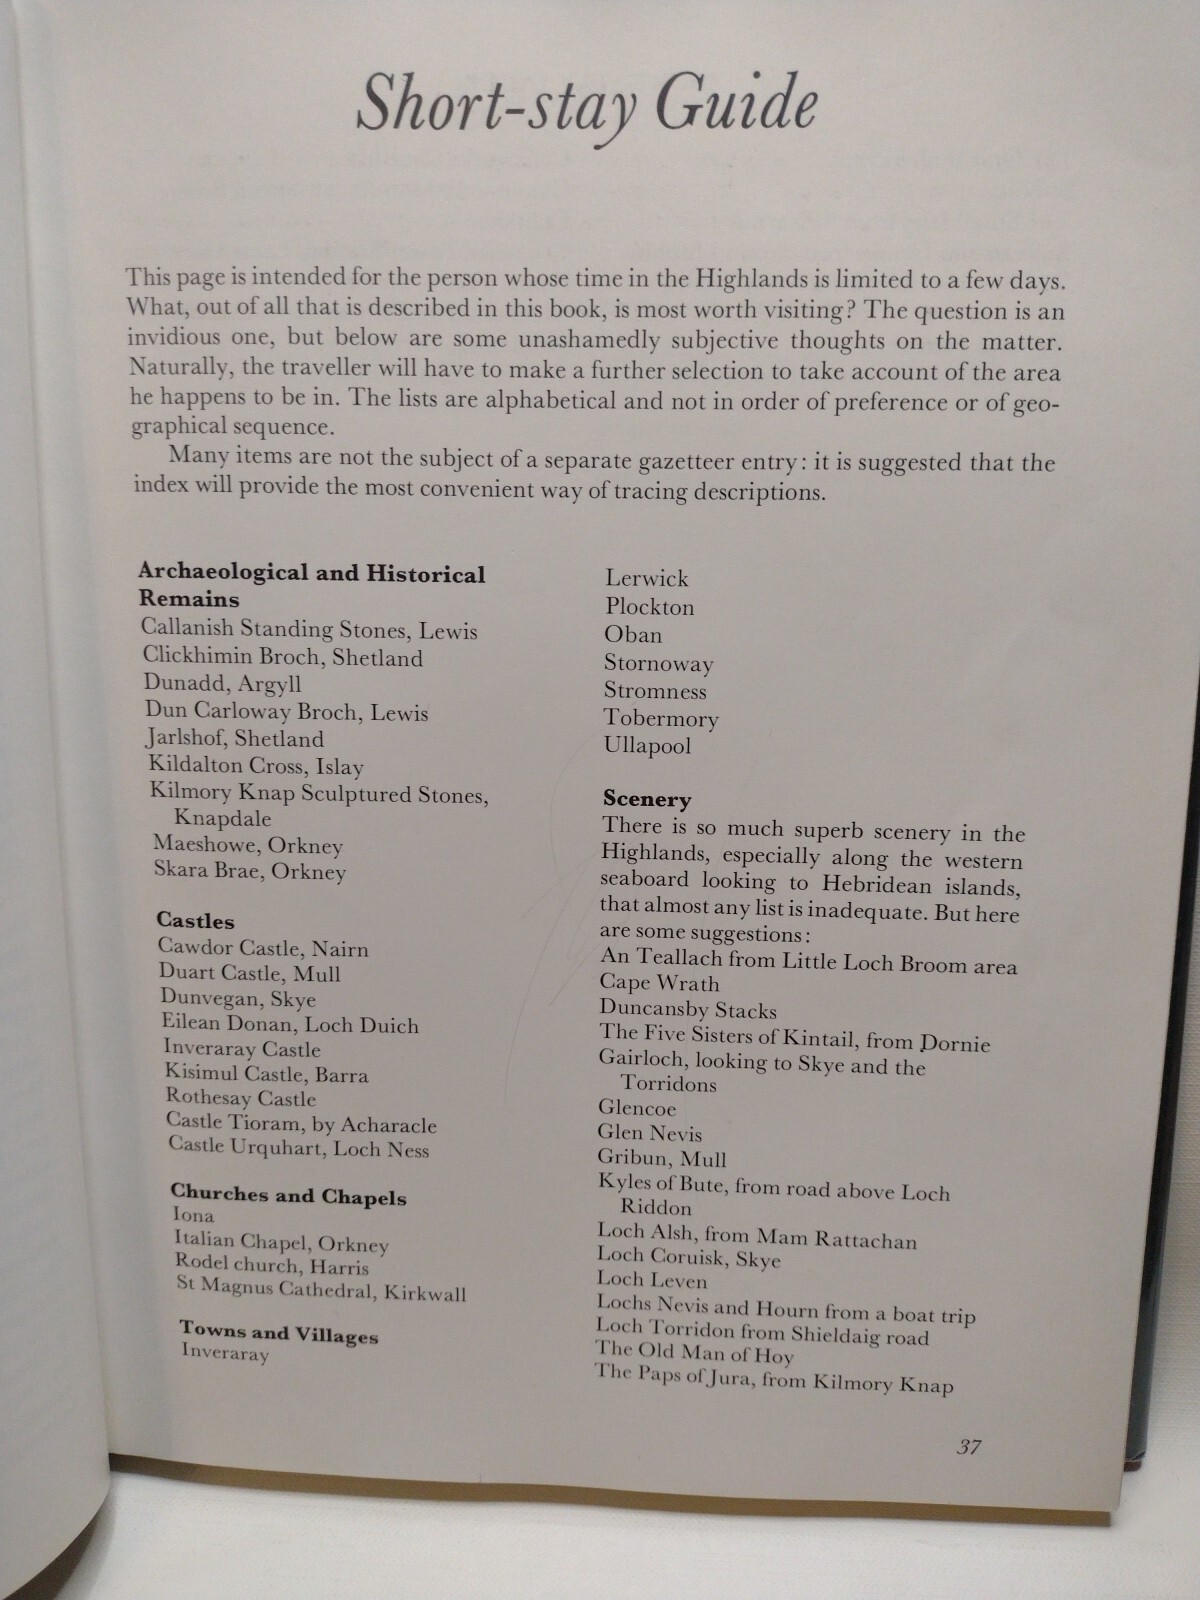 Short-stay Guide
This page is intended for the person whose time in the Highlands is limited to a few days.
What, out of all that is described in this book, is most worth visiting? The question is an
invidious one, but below are some unashamedly subjective thoughts on the matter.
Naturally, the traveller will have to make a further selection to take account of the area
he happens to be in. The lists are alphabetical and not in order of preference or of geo-
graphical sequence.
Many items are not the subject of a separate gazetteer entry: it is suggested that the
index will provide the most convenient way of tracing descriptions.
Archaeological and Historical
Remains
Callanish Standing Stones, Lewis
Clickhimin Broch, Shetland
Dunadd, Argyll
Dun Carloway Broch, Lewis
Jarlshof, Shetland
Kildalton Cross, Islay
Kilmory Knap Sculptured Stones,
Knapdale
Maeshowe, Orkney
Skara Brae, Orkney
Castles
Cawdor Castle, Nairn
Duart Castle, Mull
Dunvegan, Skye
Eilean Donan, Loch Duich
Inveraray Castle
Kisimul Castle, Barra
Rothesay Castle
Castle Tioram, by Acharacle
Castle Urquhart, Loch Ness
Churches and Chapels
Iona
Italian Chapel, Orkney
Rodel church, Harris
St Magnus Cathedral, Kirkwall
Towns and Villages
Inveraray
Lerwick
Plockton
Oban
Stornoway
Stromness
Tobermory
Ullapool
Scenery
There is so much superb scenery in the
Highlands, especially along the western
seaboard looking to Hebridean islands,
that almost any list is inadequate. But here
are some suggestions:
An Teallach from Little Loch Broom area
Cape Wrath
Duncansby Stacks
The Five Sisters of Kintail, from Dornie
Gairloch, looking to Skye and the
Torridons
Glencoe
Glen Nevis
Gribun, Mull
Kyles of Bute, from road above Loch
Riddon
Loch Alsh, from Mam Rattachan
Loch Coruisk, Skye
Loch Leven
Lochs Nevis and Hourn from a boat trip
Loch Torridon from Shieldaig road
The Old Man of Hoy
The Paps of Jura, from Kilmory Knap
37